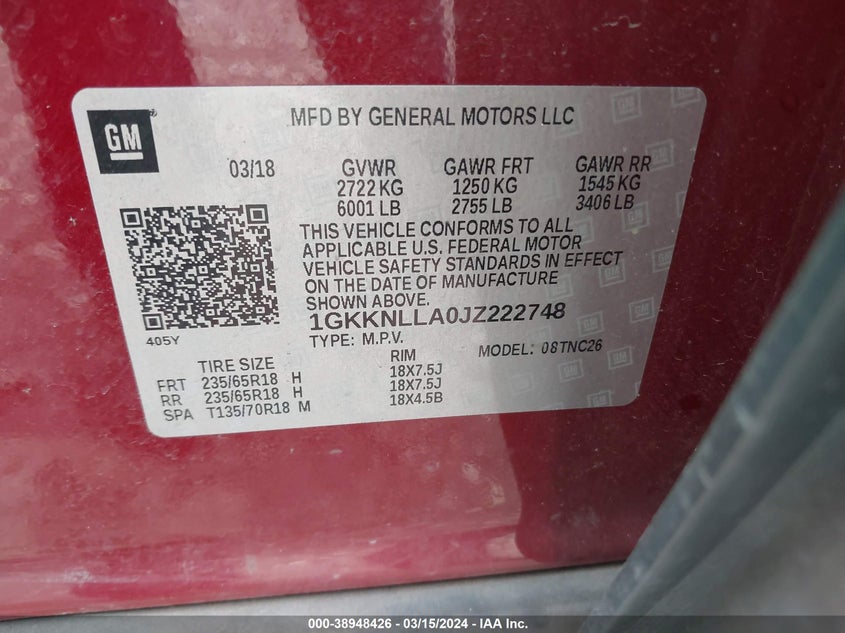 GM
MFD BY GENERAL MOTORS LLC
03/18 GVWR GAWR FRT GAWR RR
2722 KG 1250 KG 1545 KG
6001 LB 2755 LB 3406 LB
THIS VEHICLE CONFORMS TO ALL
APPLICABLE U.S. FEDERAL MOTOR
VEHICLE SAFETY STANDARDS IN EFFECT
ON THE DATE OF MANUFACTURE
SHOWN ABOVE.
1GKKNLLA0JZ222748
405Y
TYPE: M.P.V. MODEL: 08TNC26
TIRE SIZE RIM
FRT 235/65R18 H 18X7.5J
RR 235/65R18 H 18X7.5J
SPA T135/70R18 M 18X4.5B
000-38948426 - 03/15/2024 - IAA Inc.